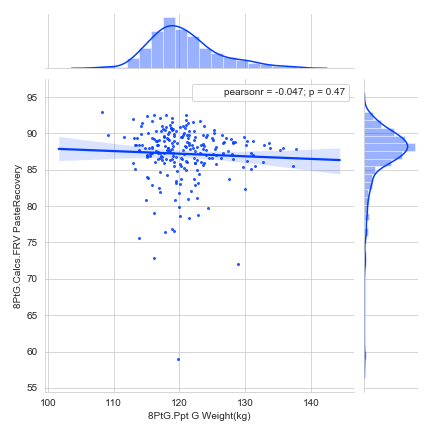 pearsonr = -0.047; p = 0.47
95
90
85
80
75
70
65
60
55
100 110 120 130 140
8PtG.Calcs.FRV PasteRecovery
8PtG.Ppt G Weight(kg)